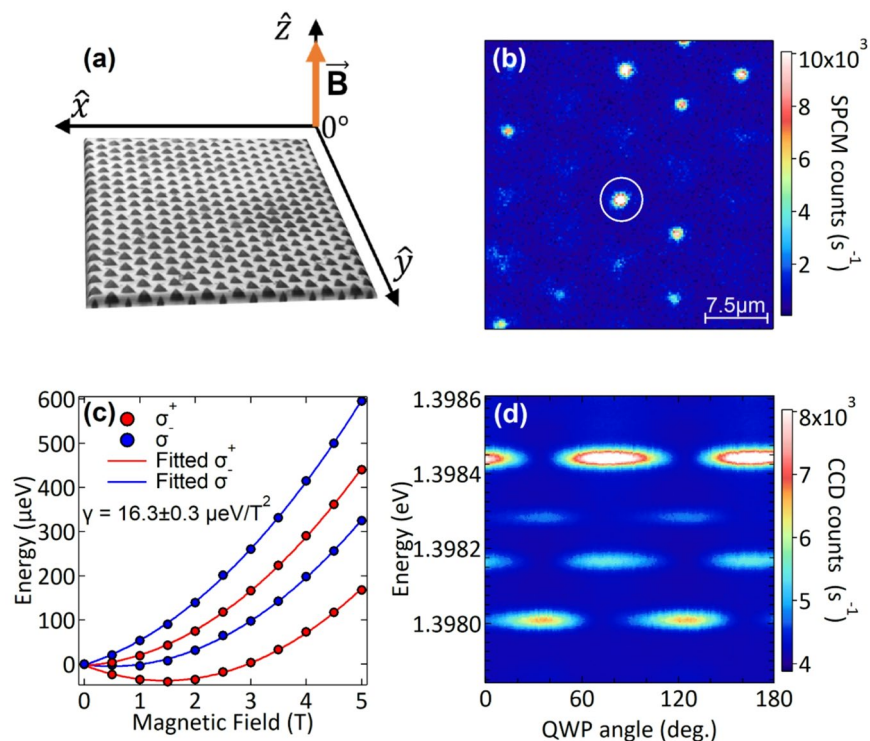 (a)
ẑ
B⃗
x̂
0°
ŷ
(b)
10x10³
8
6
4
2
SPCM counts (s⁻¹)
7.5µm
(c)
600
500
400
300
200
100
0
Energy (µeV)
σ⁺
σ₋
Fitted σ⁺
Fitted σ₋
γ = 16.3±0.3 µeV/T²
0 1 2 3 4 5
Magnetic Field (T)
(d)
1.3986
1.3984
1.3982
1.3980
Energy (eV)
0 60 120 180
QWP angle (deg.)
8x10³
7
6
5
4
CCD counts (s⁻¹)